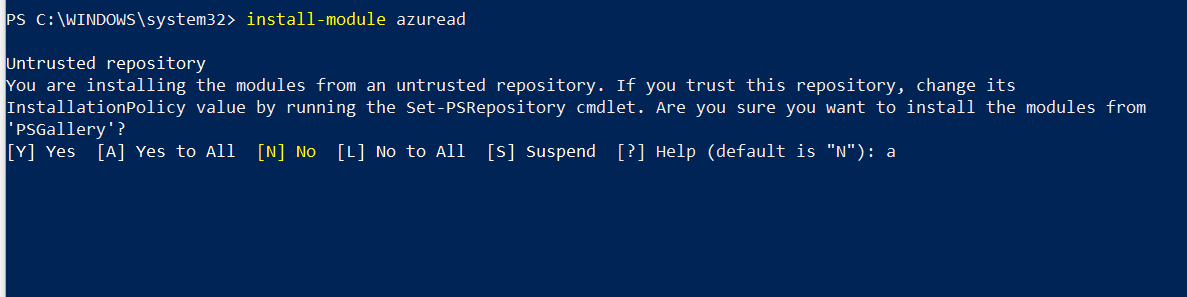 PS C:\WINDOWS\system32> install-module azuread
Untrusted repository
You are installing the modules from an untrusted repository. If you trust this repository, change its
InstallationPolicy value by running the Set-PSRepository cmdlet. Are you sure you want to install the modules from
'PSGallery'?
[Y] Yes  [A] Yes to All  [N] No  [L] No to All  [S] Suspend  [?] Help (default is "N"): a